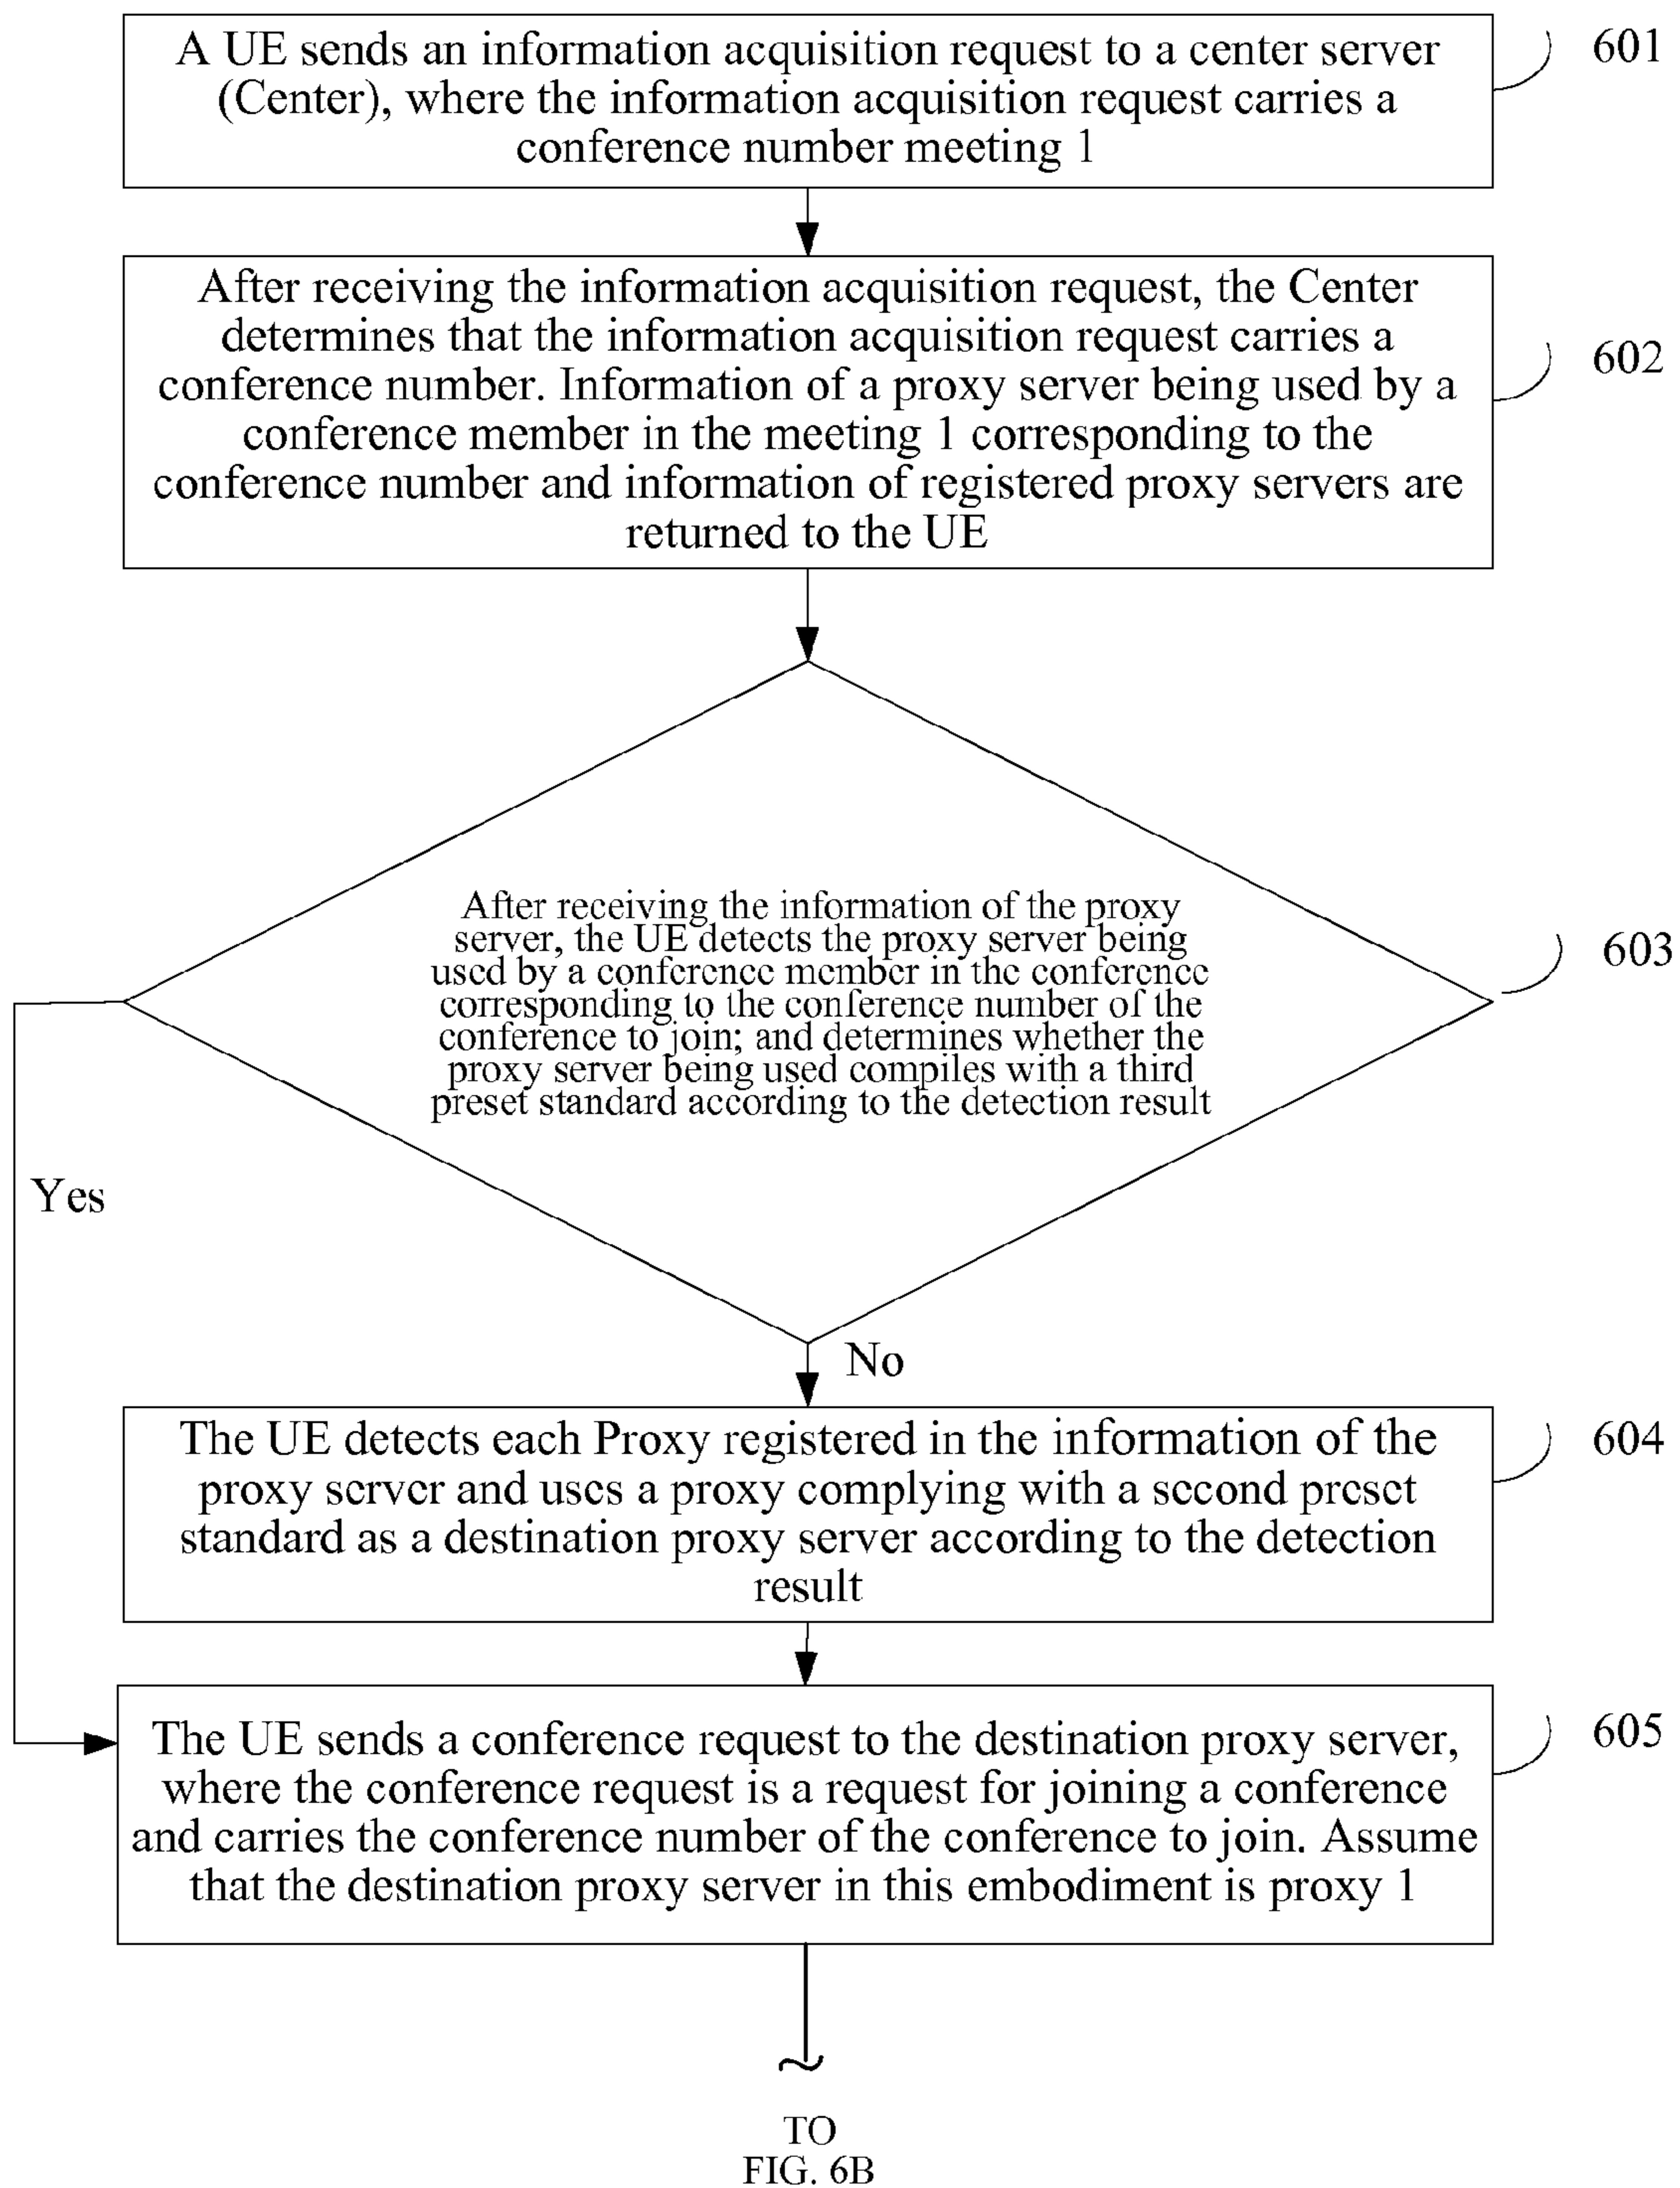 A UE sends an information acquisition request to a center server
(Center), where the information acquisition request carries a
conference number meeting 1
601
After receiving the information acquisition request, the Center
determines that the information acquisition request carries a
conference number. Information of a proxy server being used by a
conference member in the meeting 1 corresponding to the
conference number and information of registered proxy servers are
returned to the UE
602
After receiving the information of the proxy
server, the UE detects the proxy server being
used by a conference member in the conference
corresponding to the conference number of the
conference to join; and determines whether the
proxy server being used compiles with a third
preset standard according to the detection result
603
Yes
No
The UE detects each Proxy registered in the information of the
proxy server and uses a proxy complying with a second preset
standard as a destination proxy server according to the detection
result
604
The UE sends a conference request to the destination proxy server,
where the conference request is a request for joining a conference
and carries the conference number of the conference to join. Assume
that the destination proxy server in this embodiment is proxy 1
605
TO
FIG. 6B